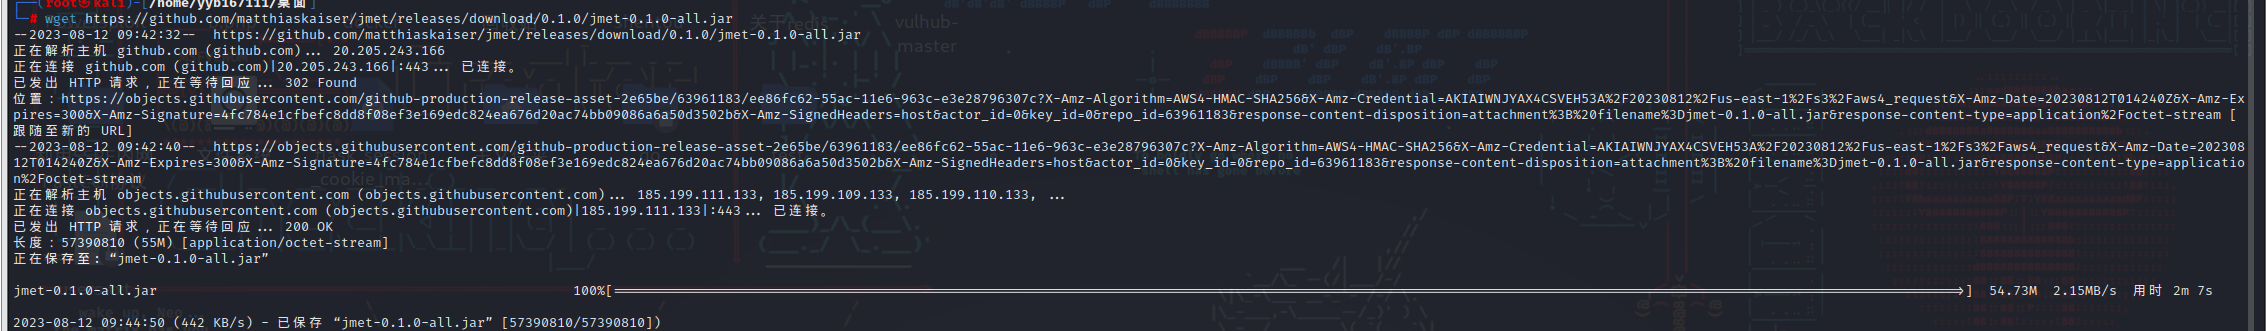 (root㉿kali)-[/home/yyb167111/桌面]
└─# wget https://github.com/matthiaskaiser/jmet/releases/download/0.1.0/jmet-0.1.0-all.jar
--2023-08-12 09:42:32-- https://github.com/matthiaskaiser/jmet/releases/download/0.1.0/jmet-0.1.0-all.jar
正在解析主机 github.com (github.com)... 20.205.243.166
正在连接 github.com (github.com)|20.205.243.166|:443... 已连接。
已发出 HTTP 请求，正在等待回应... 302 Found
位置：https://objects.githubusercontent.com/github-production-release-asset-2e65be/63961183/ee86fc62-55ac-11e6-963c-e3e28796307c?X-Amz-Algorithm=AWS4-HMAC-SHA256&X-Amz-Credential=AKIAIWNJYAX4CSVEH53A%2F20230812%2Fus-east-1%2Fs3%2Faws4_request&X-Amz-Date=20230812T014240Z&X-Amz-Ex
pires=300&X-Amz-Signature=4fc784e1cfbefc8dd8f08ef3e169edc824ea676d20ac74bb09086a6a50d3502b&X-Amz-SignedHeaders=host&actor_id=0&key_id=0&repo_id=63961183&response-content-disposition=attachment%3B%20filename%3Djmet-0.1.0-all.jar&response-content-type=application%2Foctet-stream [
跟随至新的 URL]
--2023-08-12 09:42:40-- https://objects.githubusercontent.com/github-production-release-asset-2e65be/63961183/ee86fc62-55ac-11e6-963c-e3e28796307c?X-Amz-Algorithm=AWS4-HMAC-SHA256&X-Amz-Credential=AKIAIWNJYAX4CSVEH53A%2F20230812%2Fus-east-1%2Fs3%2Faws4_request&X-Amz-Date=202308
12T014240Z&X-Amz-Expires=300&X-Amz-Signature=4fc784e1cfbefc8dd8f08ef3e169edc824ea676d20ac74bb09086a6a50d3502b&X-Amz-SignedHeaders=host&actor_id=0&key_id=0&repo_id=63961183&response-content-disposition=attachment%3B%20filename%3Djmet-0.1.0-all.jar&response-content-type=applicatio
n%2Foctet-stream
正在解析主机 objects.githubusercontent.com (objects.githubusercontent.com)... 185.199.111.133, 185.199.109.133, 185.199.110.133, ...
正在连接 objects.githubusercontent.com (objects.githubusercontent.com)|185.199.111.133|:443... 已连接。
已发出 HTTP 请求，正在等待回应... 200 OK
长度：57390810 (55M) [application/octet-stream]
正在保存至: “jmet-0.1.0-all.jar”
jmet-0.1.0-all.jar 100%[=================================================>] 54.73M 2.15MB/s 用时 2m 7s
2023-08-12 09:44:50 (442 KB/s) - 已保存 “jmet-0.1.0-all.jar” [57390810/57390810])
关于redis
vulhub-
master
_cookie_ma...